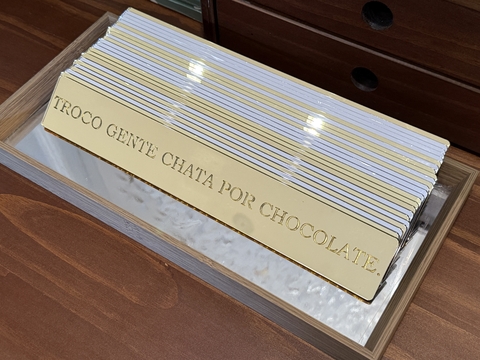 TROCO GENTE CHATA POR CHOCOLATE.